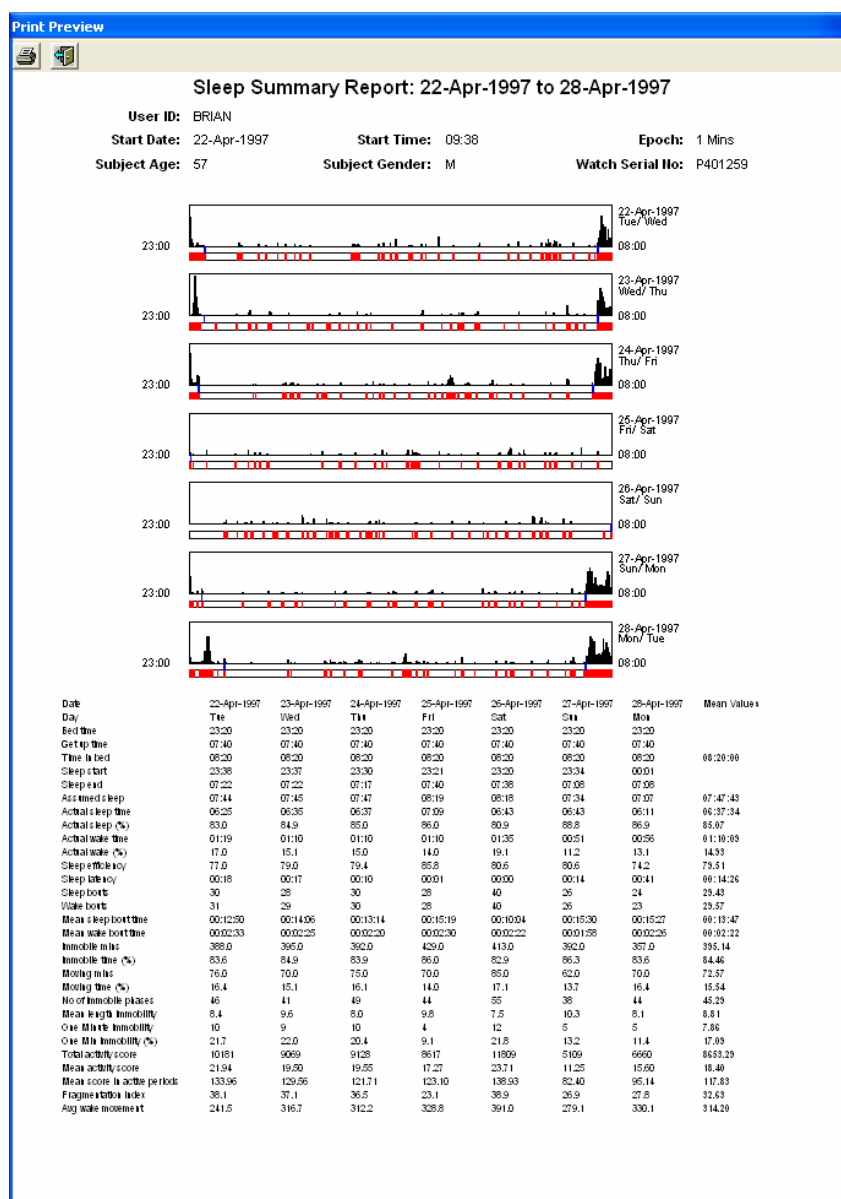 Print Preview
Sleep Summary Report: 22-Apr-1997 to 28-Apr-1997
User ID: BRIAN
Start Date: 22-Apr-1997 Start Time: 09:38 Epoch: 1 Mins
Subject Age: 57 Subject Gender: M Watch Serial No: P401259
22-Apr-1997
Tue/ Wed
23:00 08:00
23-Apr-1997
Wed/ Thu
23:00 08:00
24-Apr-1997
Thu/ Fri
23:00 08:00
25-Apr-1997
Fri/ Sat
23:00 08:00
26-Apr-1997
Sat/ Sun
23:00 08:00
27-Apr-1997
Sun/ Mon
23:00 08:00
28-Apr-1997
Mon/ Tue
23:00 08:00
Date 22-Apr-1997 23-Apr-1997 24-Apr-1997 25-Apr-1997 26-Apr-1997 27-Apr-1997 28-Apr-1997 Mean Values
Day Tue Wed Thu Fri Sat Sun Mon
Bed time 23:20 23:20 23:20 23:20 23:20 23:20 23:20
Get up time 07:40 07:40 07:40 07:40 07:40 07:40 07:40
Time in bed 08:20 08:20 08:20 08:20 08:20 08:20 08:20 08:20:00
Sleep start 23:38 23:37 23:30 23:21 23:20 23:34 00:01
Sleep end 07:22 07:22 07:17 07:40 07:38 07:08 07:08
Assumed sleep 07:44 07:45 07:47 08:19 08:18 07:34 07:07 07:47:43
Actual sleep time 06:25 06:35 06:37 07:09 06:43 06:43 06:11 06:37:34
Actual sleep (%) 83.0 84.9 85.0 86.0 80.9 88.8 86.9 85.07
Actual wake time 01:19 01:10 01:10 01:10 01:35 00:51 00:56 01:10:09
Actual wake (%) 17.0 15.1 15.0 14.0 19.1 11.2 13.1 14.93
Sleep efficiency 77.0 79.0 79.4 85.8 80.6 80.6 74.2 79.51
Sleep latency 00:18 00:17 00:10 00:01 00:00 00:14 00:41 00:14:26
Sleep bouts 30 28 30 28 40 26 24 29.43
Wake bouts 31 29 30 28 40 26 23 29.57
Mean sleep bout time 00:12:50 00:14:06 00:13:14 00:15:19 00:10:04 00:15:30 00:15:27 00:13:47
Mean wake bout time 00:02:33 00:02:25 00:02:20 00:02:30 00:02:22 00:01:58 00:02:26 00:02:22
Immobile mins 388.0 395.0 392.0 429.0 413.0 392.0 357.0 395.14
Immobile time (%) 83.6 84.9 83.9 86.0 82.9 86.3 83.6 84.46
Moving mins 76.0 70.0 75.0 70.0 85.0 62.0 70.0 72.57
Moving time (%) 16.4 15.1 16.1 14.0 17.1 13.7 16.4 15.54
No of immobile phases 46 41 49 44 55 38 44 45.29
Mean length immobility 8.4 9.6 8.0 9.8 7.5 10.3 8.1 8.81
One Minute immobility 10 9 10 4 12 5 5 7.86
One Min immobility (%) 21.7 22.0 20.4 9.1 21.8 13.2 11.4 17.09
Total activity score 10181 9069 9128 8617 11809 5109 6660 8653.29
Mean activity score 21.94 19.50 19.55 17.27 23.71 11.25 15.60 18.40
Mean score in active periods 133.96 129.56 121.71 123.10 138.93 82.40 95.14 117.83
Fragmentation Index 38.1 37.1 36.5 23.1 38.9 26.9 27.8 32.63
Avg wake movement 241.5 316.7 312.2 328.8 391.0 279.1 330.1 314.20